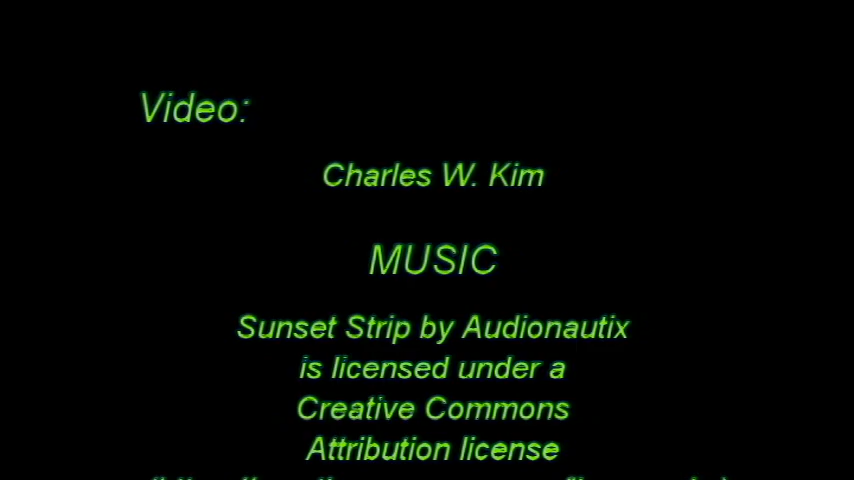 Video:
Charles W. Kim
MUSIC
Sunset Strip by Audionautix
is licensed under a
Creative Commons
Attribution license